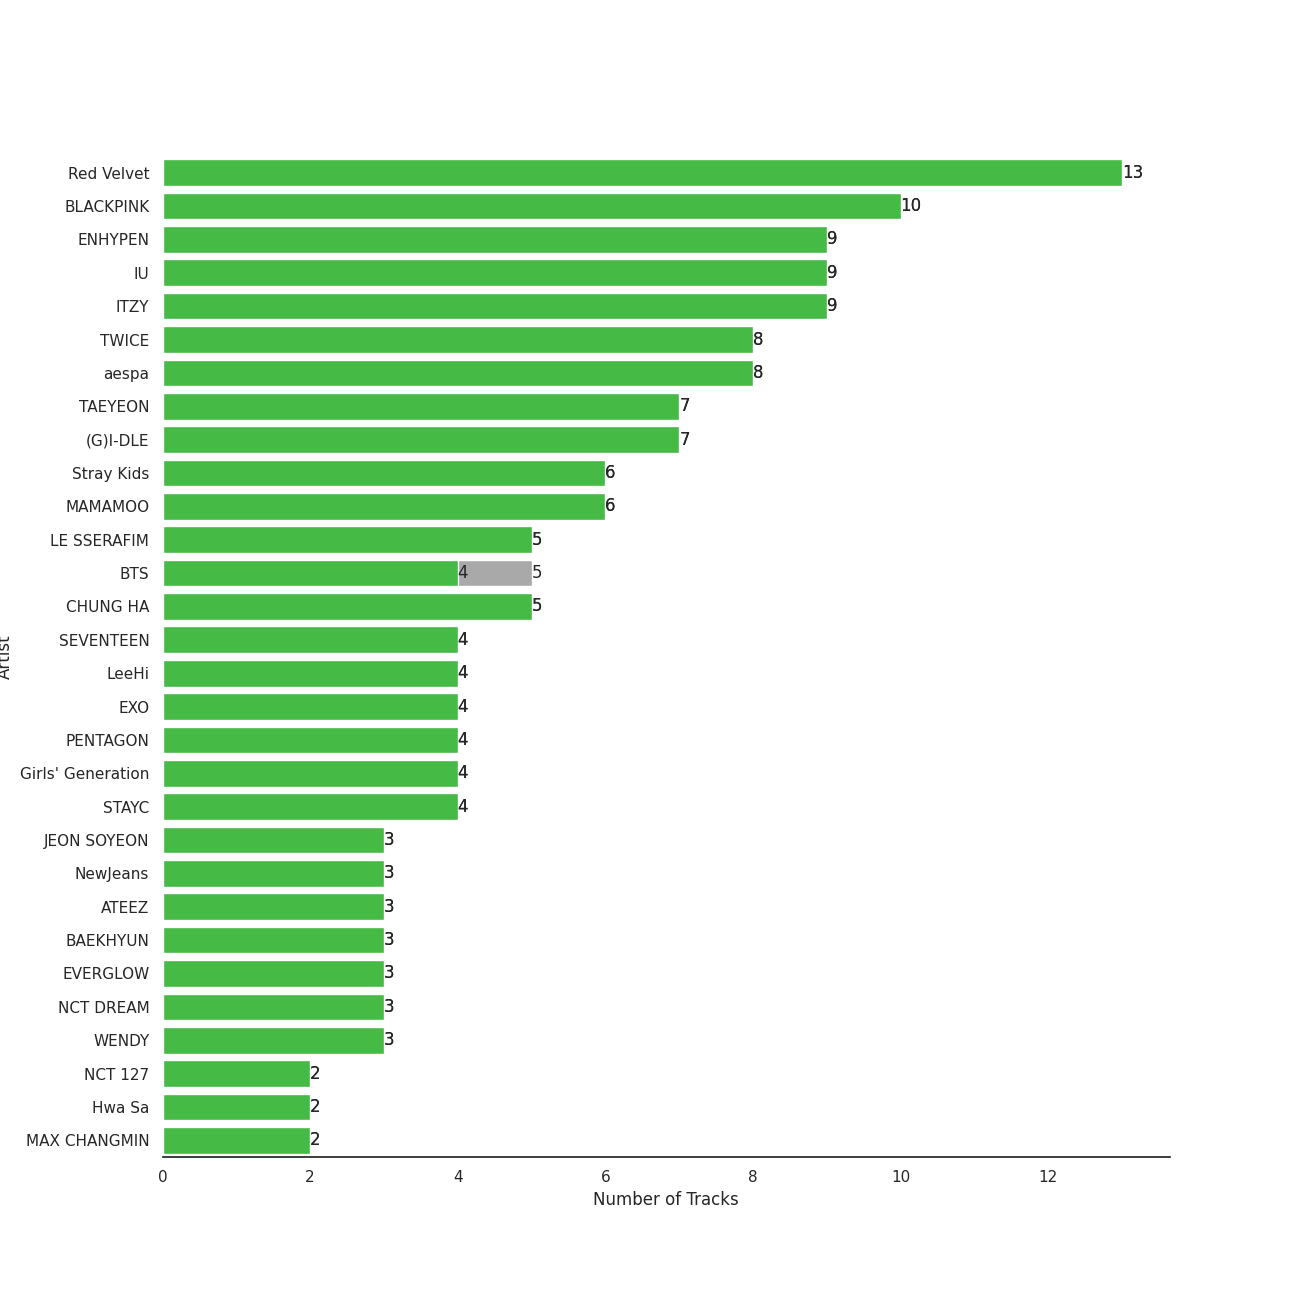 Red Velvet 13
BLACKPINK 10
ENHYPEN 9
IU 9
ITZY 9
TWICE 8
aespa 8
TAEYEON 7
(G)I-DLE 7
Stray Kids 6
MAMAMOO 6
LE SSERAFIM 5
BTS 4 5
CHUNG HA 5
SEVENTEEN 4
LeeHi 4
EXO 4
PENTAGON 4
Girls' Generation 4
STAYC 4
JEON SOYEON 3
NewJeans 3
ATEEZ 3
BAEKHYUN 3
EVERGLOW 3
NCT DREAM 3
WENDY 3
NCT 127 2
Hwa Sa 2
MAX CHANGMIN 2
0 2 4 6 8 10 12
Number of Tracks
Artist